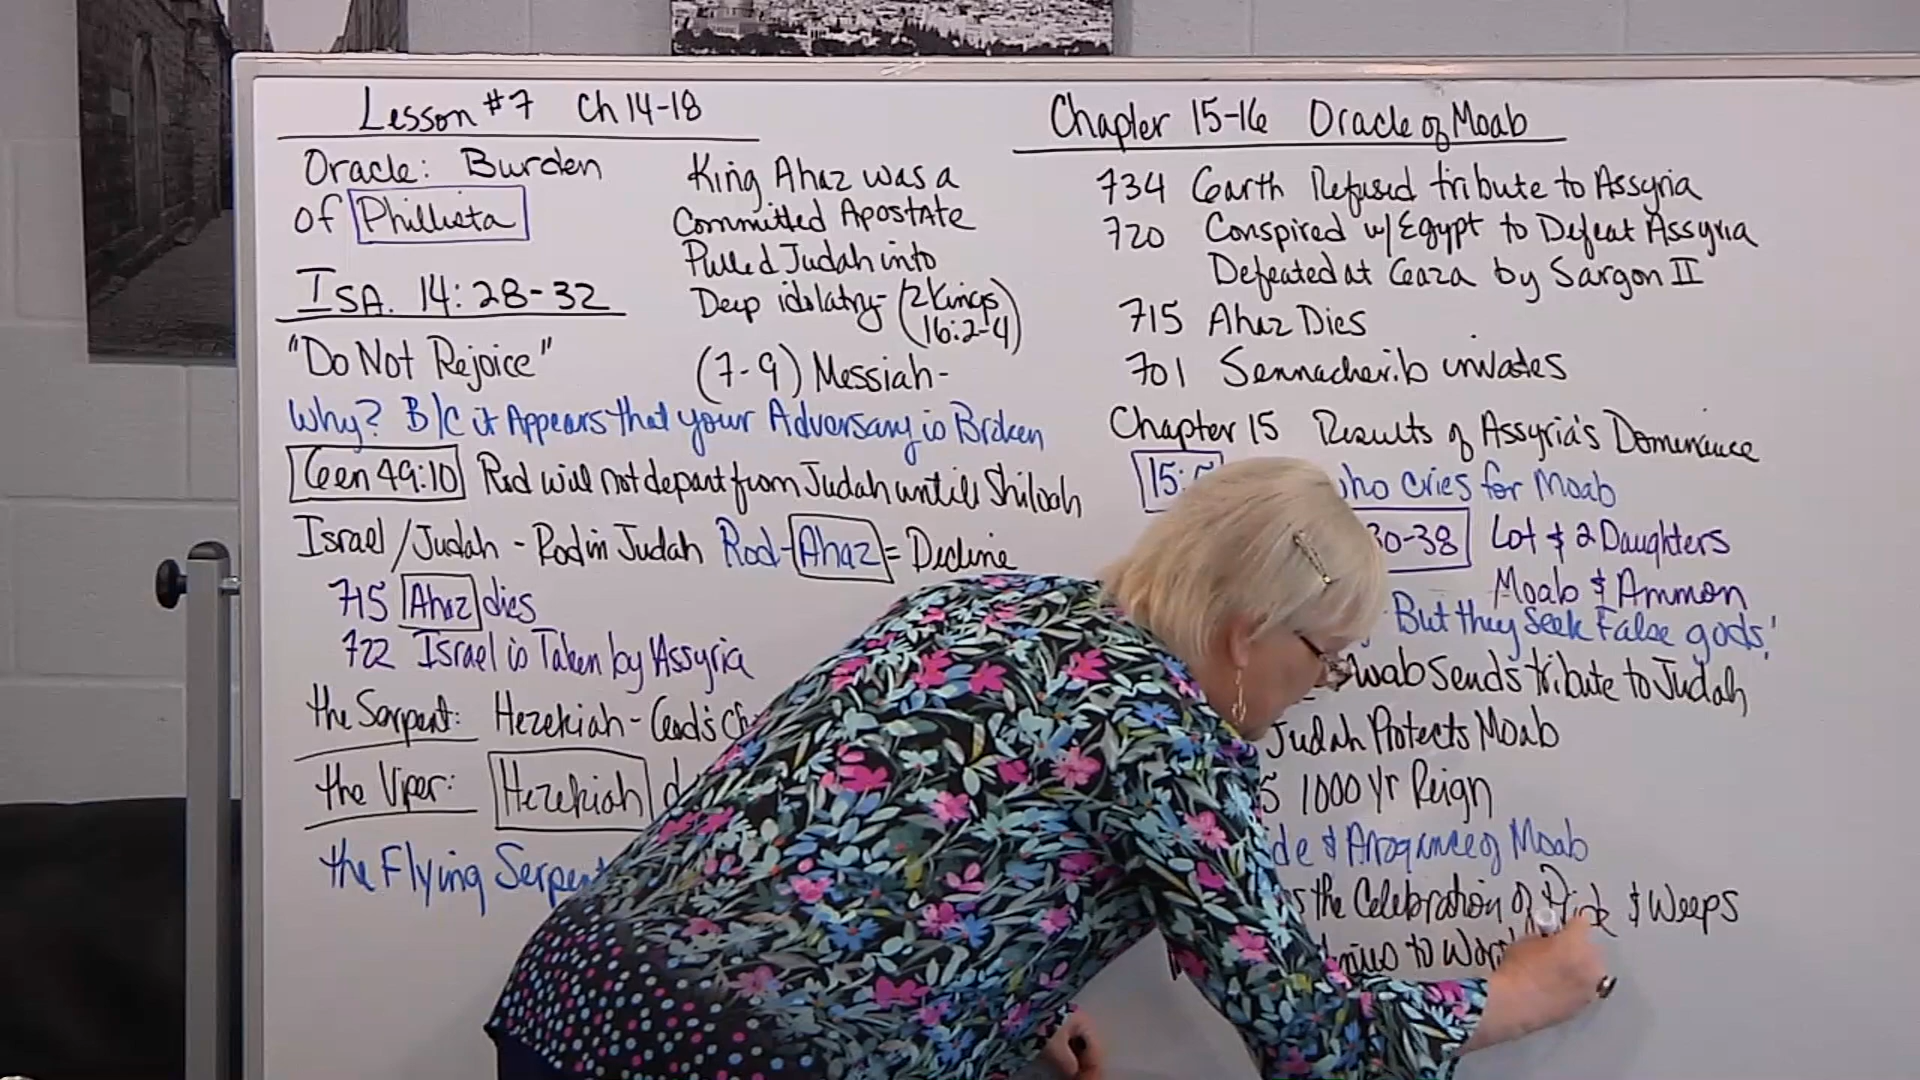 Lesson #7 Ch 14-18
Oracle: Burden
of Philistia
ISA. 14:28-32
"Do Not Rejoice"
King Ahaz was a
Committed Apostate
Pulled Judah into
Deep idolatry- (2 Kings
16:2-4)
(7-9) Messiah-
Why? B/C it Appears that your Adversary is Broken
Gen 49:10 Rod will not depart from Judah until Shiloah
Israel/Judah - Rod in Judah Rod-Ahaz = Decline
715 Ahaz dies
722 Israel is Taken by Assyria
the Serpent: Hezekiah - God's
the Viper: Hezekiah
the Flying Serpent
Chapter 15-16 Oracle of Moab
734 Garth Refused tribute to Assyria
720 Conspired w/Egypt to Defeat Assyria
Defeated at Gaza by Sargon II
715 Ahaz Dies
701 Sennacherib invades
Chapter 15 Results of Assyria's Dominance
15: who cries for Moab
30-38 Lot & 2 Daughters
Moab & Ammon
But they Seek False gods!
Sends tribute to Judah
Judah Protects Moab
1000 yr Reign
& Arrogance of Moab
the Celebration of & Weeps
to